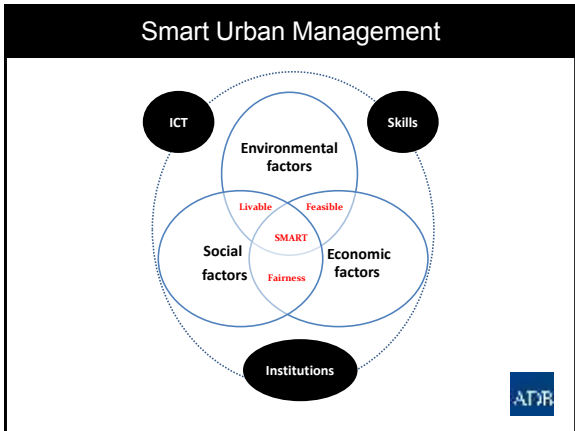 Smart Urban Management
ICT
Skills
Environmental
factors
Livable
Feasible
SMART
Social
factors
Economic
factors
Fairness
Institutions
ADB